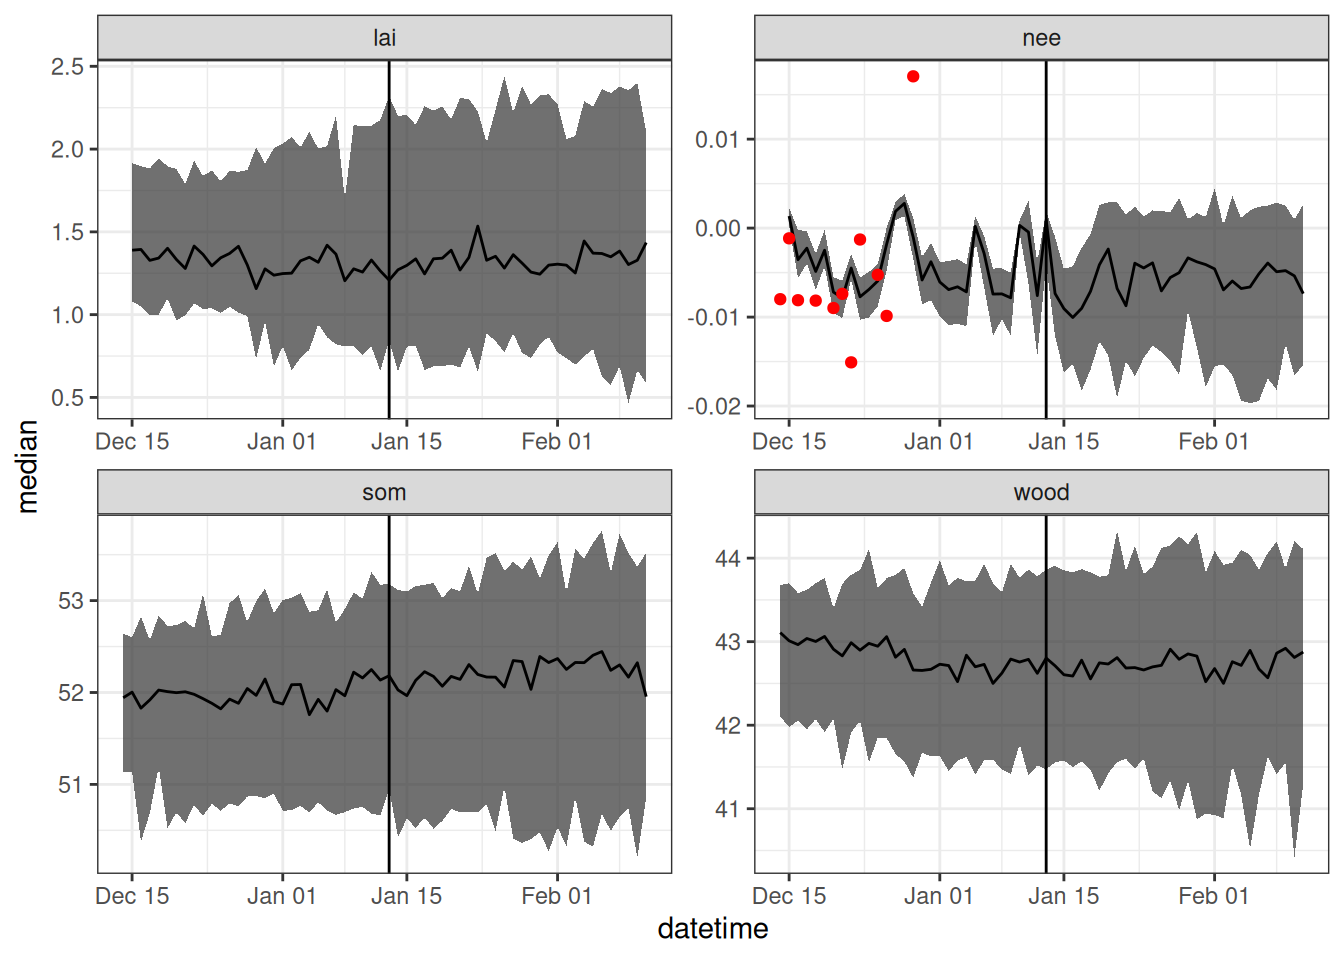 lai
nee
2.5
2.0
1.5
1.0
0.5
0.01
0.00
-0.01
-0.02
Dec 15 Jan 01 Jan 15 Feb 01
Dec 15 Jan 01 Jan 15 Feb 01
median
som
wood
53
52
51
44
43
42
41
Dec 15 Jan 01 Jan 15 Feb 01
Dec 15 Jan 01 Jan 15 Feb 01
datetime